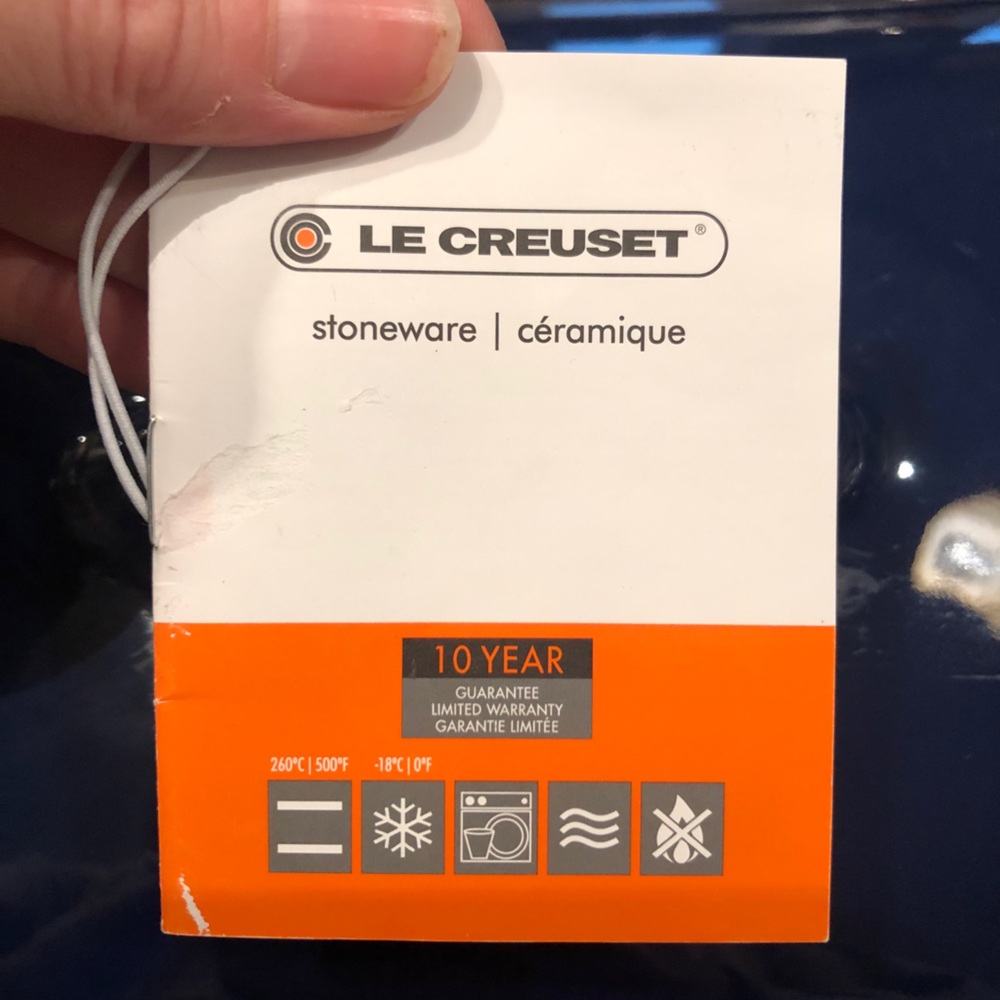 LE CREUSET®
stoneware | céramique
10 YEAR
GUARANTEE
LIMITED WARRANTY
GARANTIE LIMITÉE
260°C | 500°F -18°C | 0°F